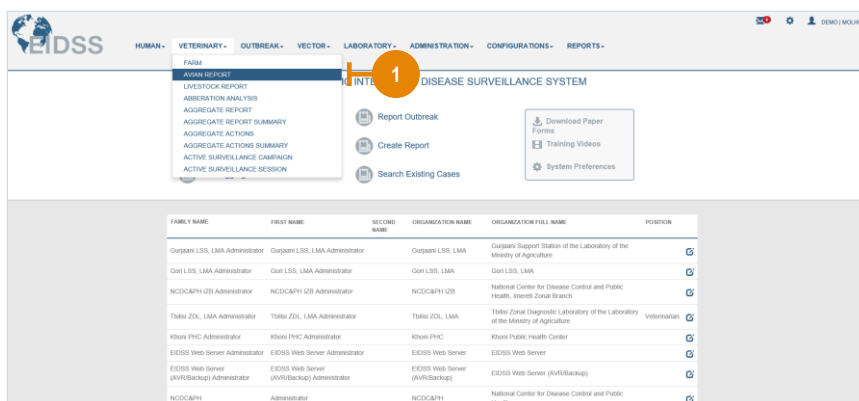 EIDSS
HUMAN
VETERINARY
OUTBREAK
VECTOR
LABORATORY
ADMINISTRATION
CONFIGURATIONS
REPORTS
DEMO | MOLH
FARM
AVIAN REPORT
LIVESTOCK REPORT
ABBERATION ANALYSIS
AGGREGATE REPORT
AGGREGATE REPORT SUMMARY
AGGREGATE ACTIONS
AGGREGATE ACTIONS SUMMARY
ACTIVE SURVEILLANCE CAMPAIGN
ACTIVE SURVEILLANCE SESSION
1
DISEASE SURVEILLANCE SYSTEM
Report Outbreak
Create Report
Search Existing Cases
Download Paper
Forms
Training Videos
System Preferences
FAMILY NAME FIRST NAME SECOND NAME ORGANIZATION NAME ORGANIZATION FULL NAME POSITION
Gurjaani LSS, LMA Administrator Gurjaani LSS, LMA Administrator Gurjaani LSS, LMA Gurjaani Support Station of the Laboratory of the
Ministry of Agriculture
Gori LSS, LMA Administrator Gori LSS, LMA Administrator Gori LSS, LMA Gori LSS, LMA
NCDC&PH IZB Administrator NCDC&PH IZB Administrator NCDC&PH IZB National Center for Disease Control and Public
Health, Imereti Zonal Branch
Tbilisi ZDL, LMA Administrator Tbilisi ZDL, LMA Administrator Tbilisi ZDL, LMA Tbilisi Zonal Diagnostic Laboratory of the Laboratory
of the Ministry of Agriculture Veterinarian
Khoni PHC Administrator Khoni PHC Administrator Khoni PHC Khoni Public Health Center
EIDSS Web Server Administrator EIDSS Web Server Administrator EIDSS Web Server EIDSS Web Server
EIDSS Web Server
(AVR/Backup) Administrator EIDSS Web Server
(AVR/Backup) Administrator EIDSS Web Server
(AVR/Backup) EIDSS Web Server (AVR/Backup)
NCDC&PH Administrator NCDC&PH National Center for Disease Control and Public